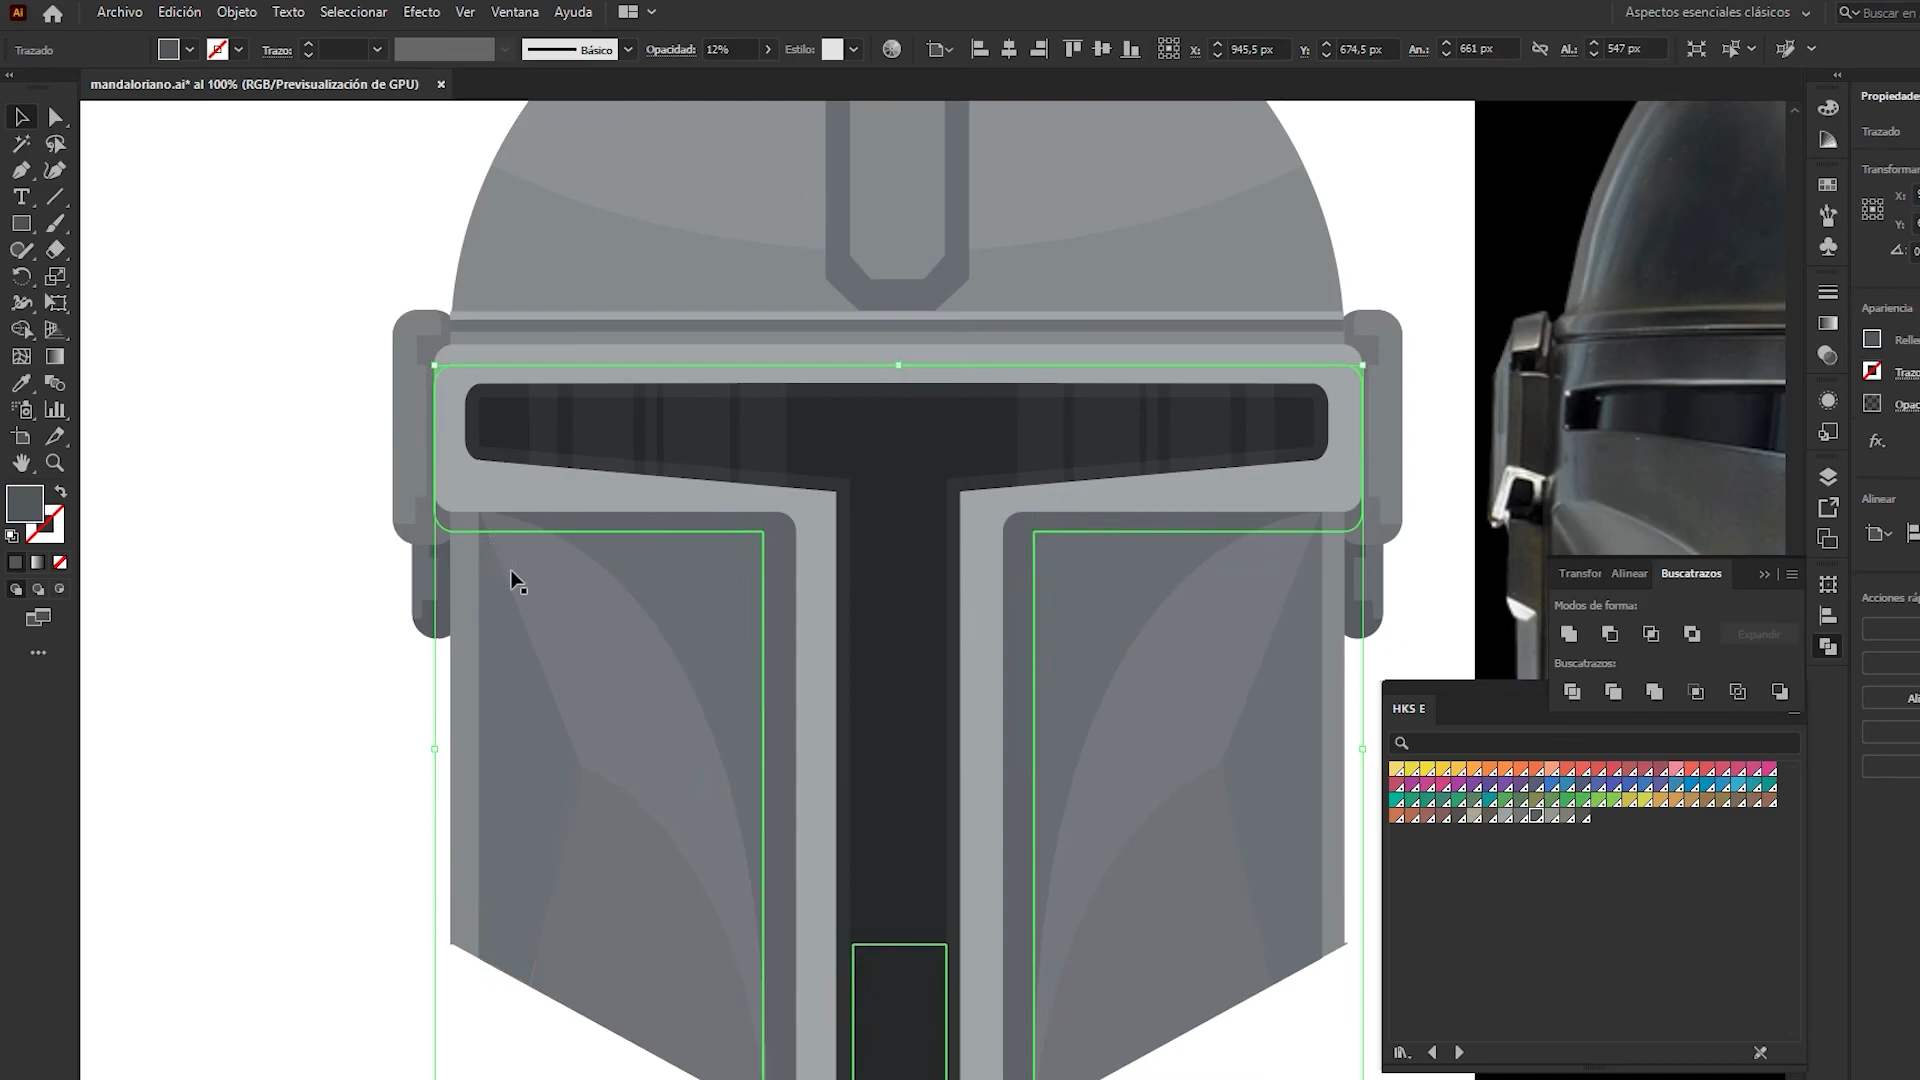 Ai Archivo Edición Objeto Texto Seleccionar Efecto Ver Ventana Ayuda Aspectos esenciales clásicos Buscar en
Trazado Trazo: Básico Opacidad: 12% Estilo: X: 945,5 px Y: 674,5 px An.: 661 px Al.: 547 px
mandaloriano.ai* al 100% (RGB/Previsualización de GPU) ×
Propiedades
Trazado
Transformar
X:
Y:
Apariencia
Relle
Trazo
Opac
fx.
Alinear
Transfor Alinear Buscatrazos
Modos de forma:
Expandir
Buscatrazos:
Acciones ráp
Ali
HKS E